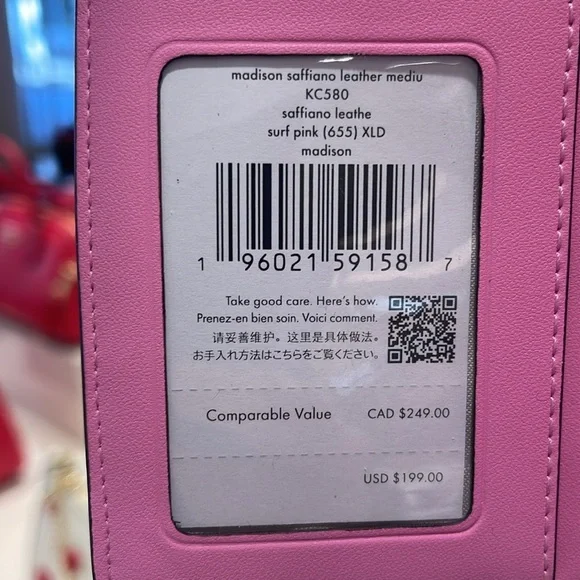 madison saffiano leather mediu
KC580
saffiano leathe
surf pink (655) XLD
madison
1 96021 59158 7
Take good care. Here's how.
Prenez-en bien soin. Voici comment.
请妥善维护。这里是具体做法。
お手入れ方法はこちらをご覧ください。
Comparable Value CAD $249.00
USD $199.00